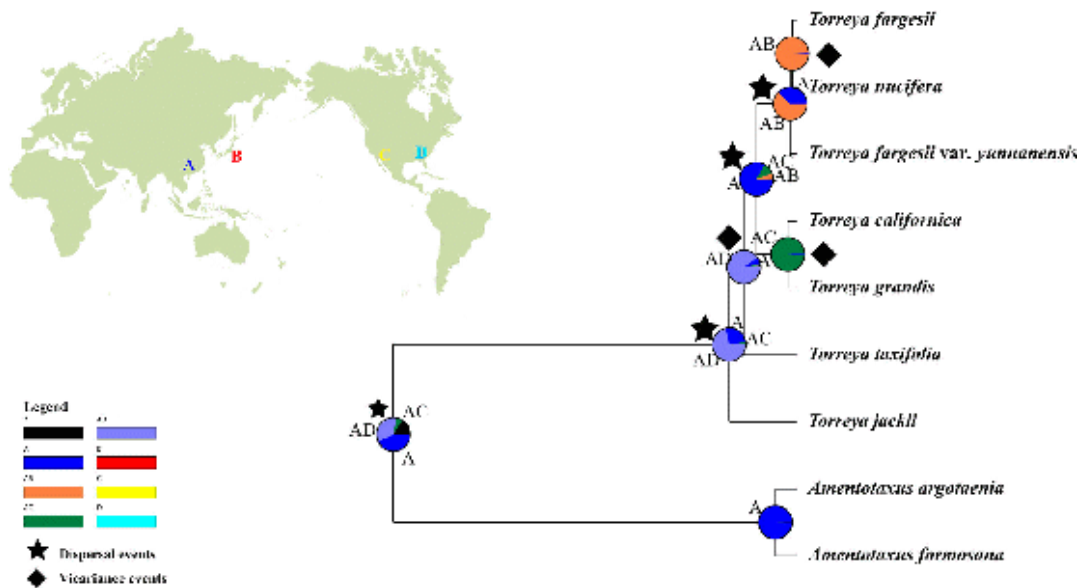 Torreya fargesii
AB
Torreya nucifera
AB
Torreya fargesii var. yunnanensis
AC
AB
A
A
B
C
D
Torreya californica
AC
AD
A
Torreya grandis
A
AC
AD
Torreya taxifolia
Torreya jackii
AC
AD
A
Legend
A
Amentotaxus argotaenia
Amentotaxus formosana
Dispersal events
Vicariance events